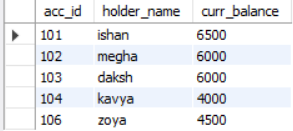 acc_id holder_name curr_balance
101 ishan 6500
102 megha 6000
103 daksh 6000
104 kavya 4000
106 zoya 4500